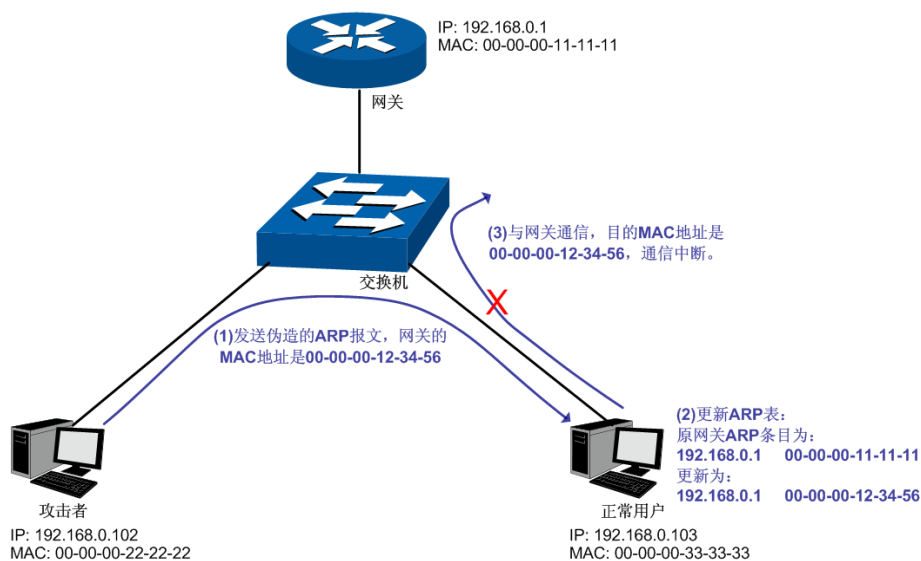 IP: 192.168.0.1
MAC: 00-00-00-11-11-11
网关
(3)与网关通信，目的MAC地址是
00-00-00-12-34-56，通信中断。
交换机
(1)发送伪造的ARP报文，网关的
MAC地址是00-00-00-12-34-56
(2)更新ARP表：
原网关ARP条目为：
192.168.0.1 00-00-00-11-11-11
更新为：
192.168.0.1 00-00-00-12-34-56
攻击者
IP: 192.168.0.102
MAC: 00-00-00-22-22-22
正常用户
IP: 192.168.0.103
MAC: 00-00-00-33-33-33